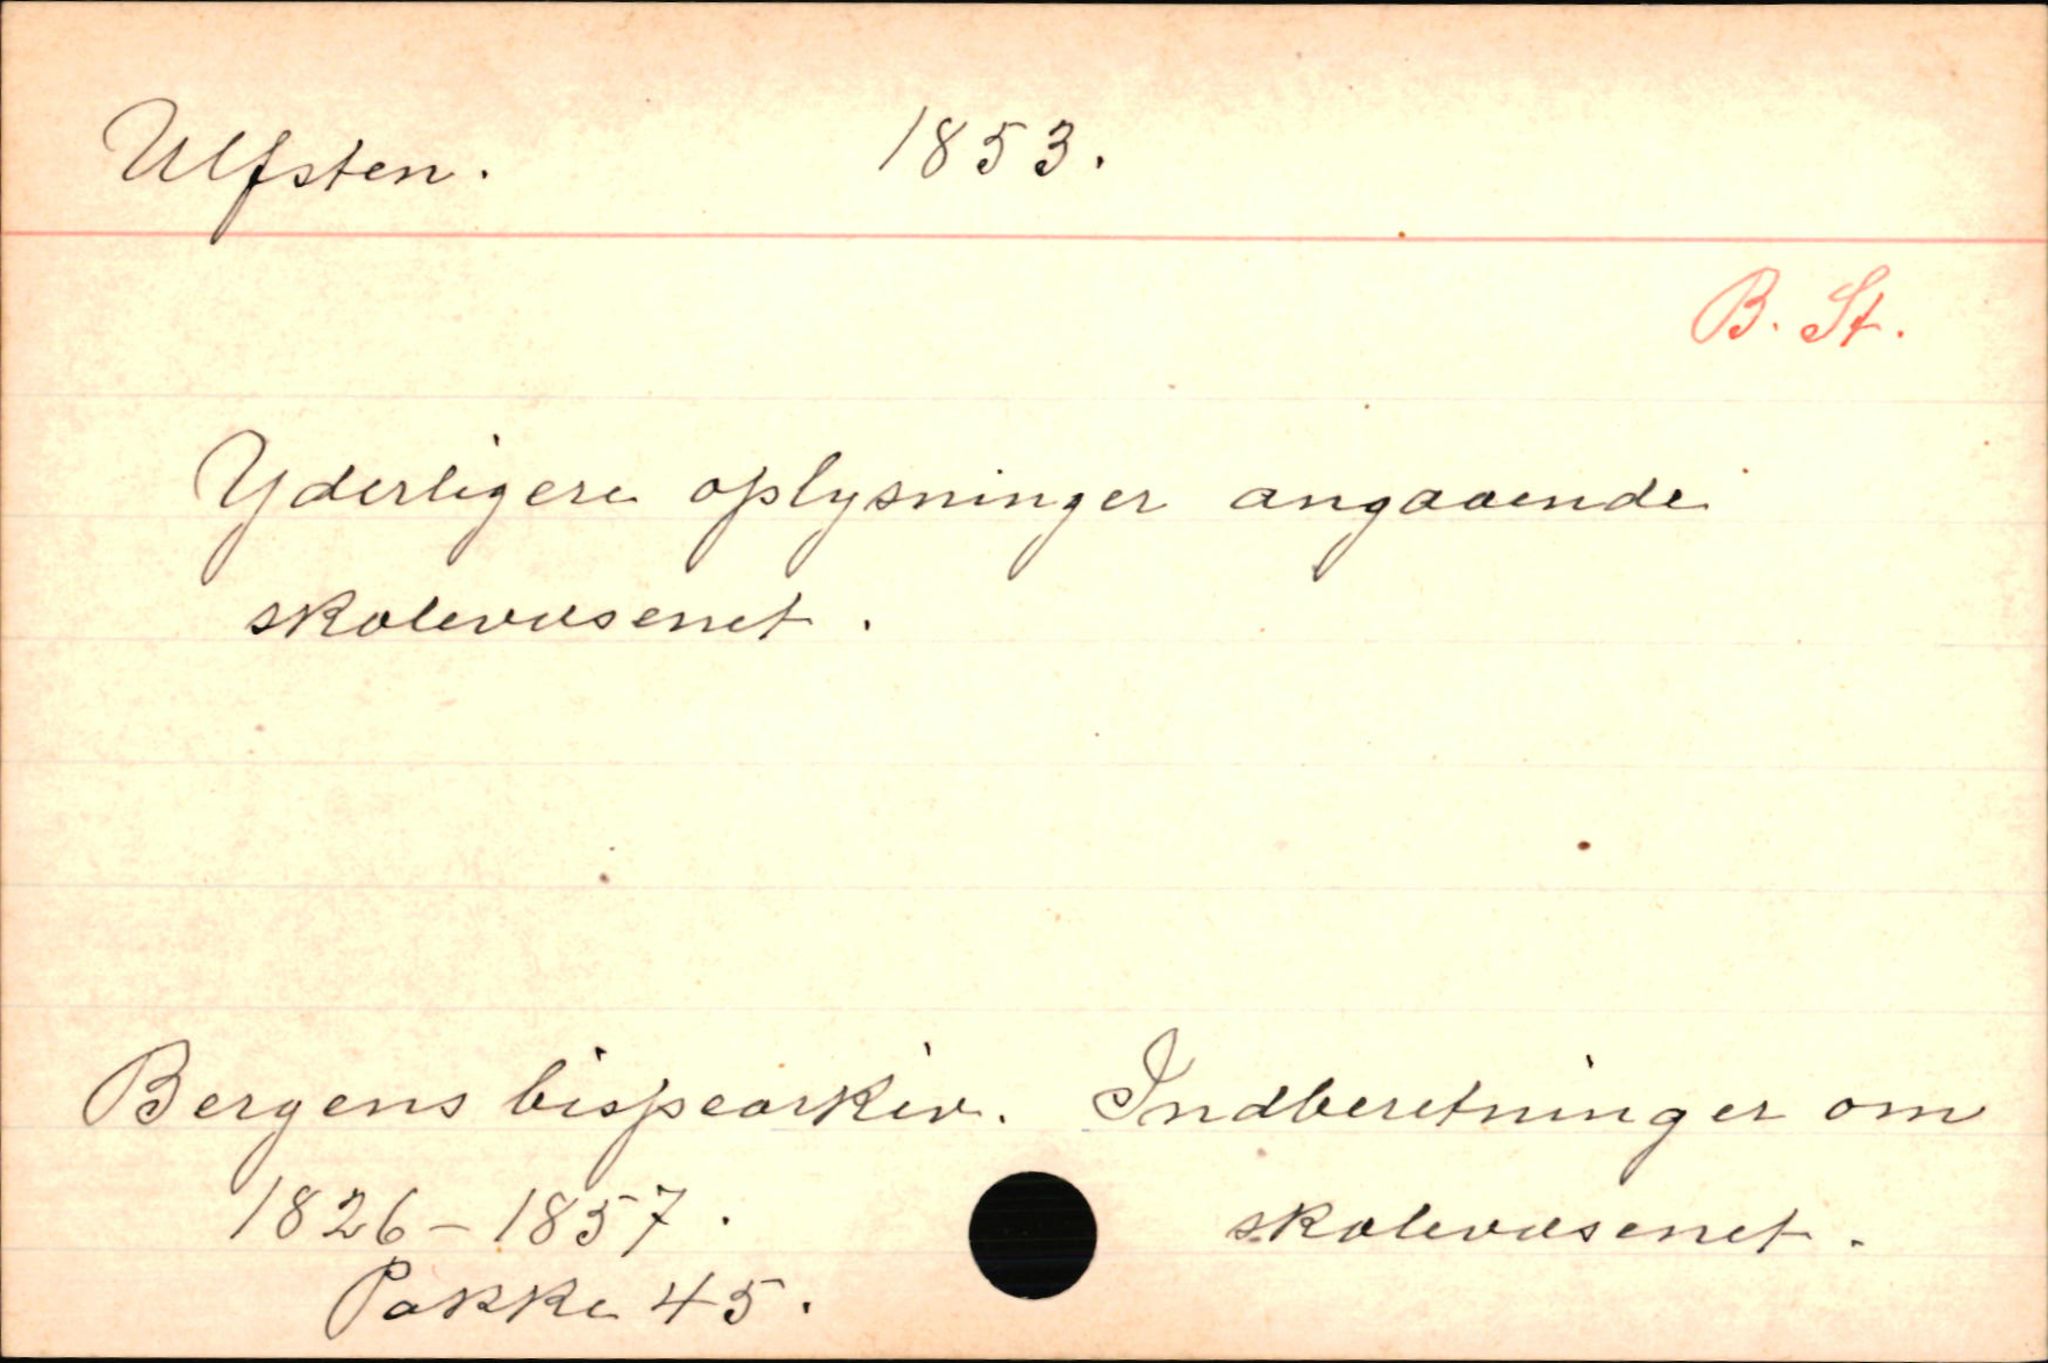 Ulfsten. 1853.
B. St.
Yderligere oplysninger angaaende
skolevæsenet.
Bergens bispearkiv. Indberetninger om
1826-1857. skolevæsenet.
Pakke 45.